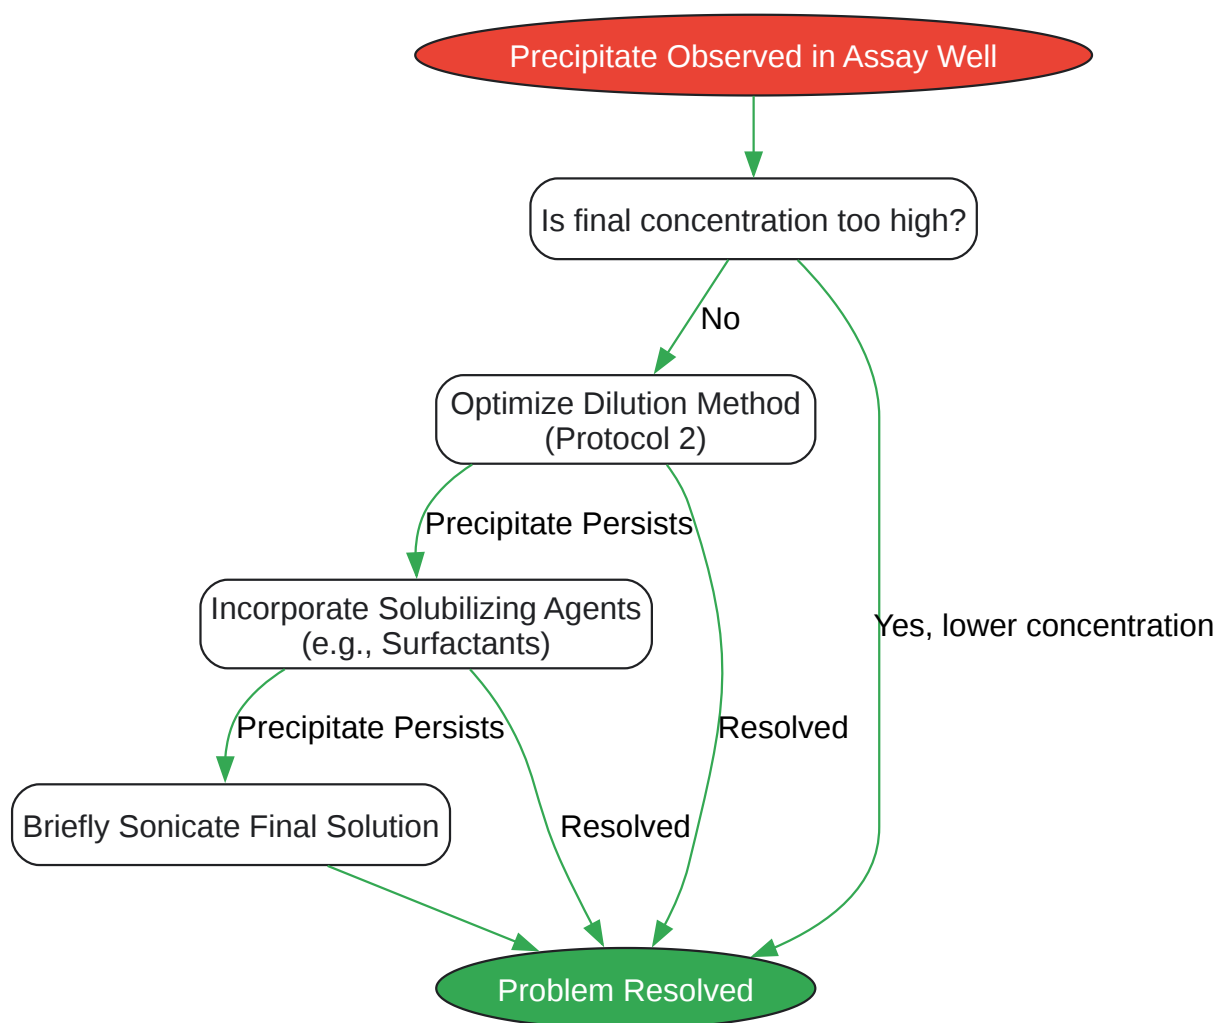 Precipitate Observed in Assay Well
Is final concentration too high?
No
Optimize Dilution Method
(Protocol 2)
Precipitate Persists
Incorporate Solubilizing Agents
(e.g., Surfactants)
Yes, lower concentration
Precipitate Persists
Resolved
Briefly Sonicate Final Solution
Resolved
Problem Resolved